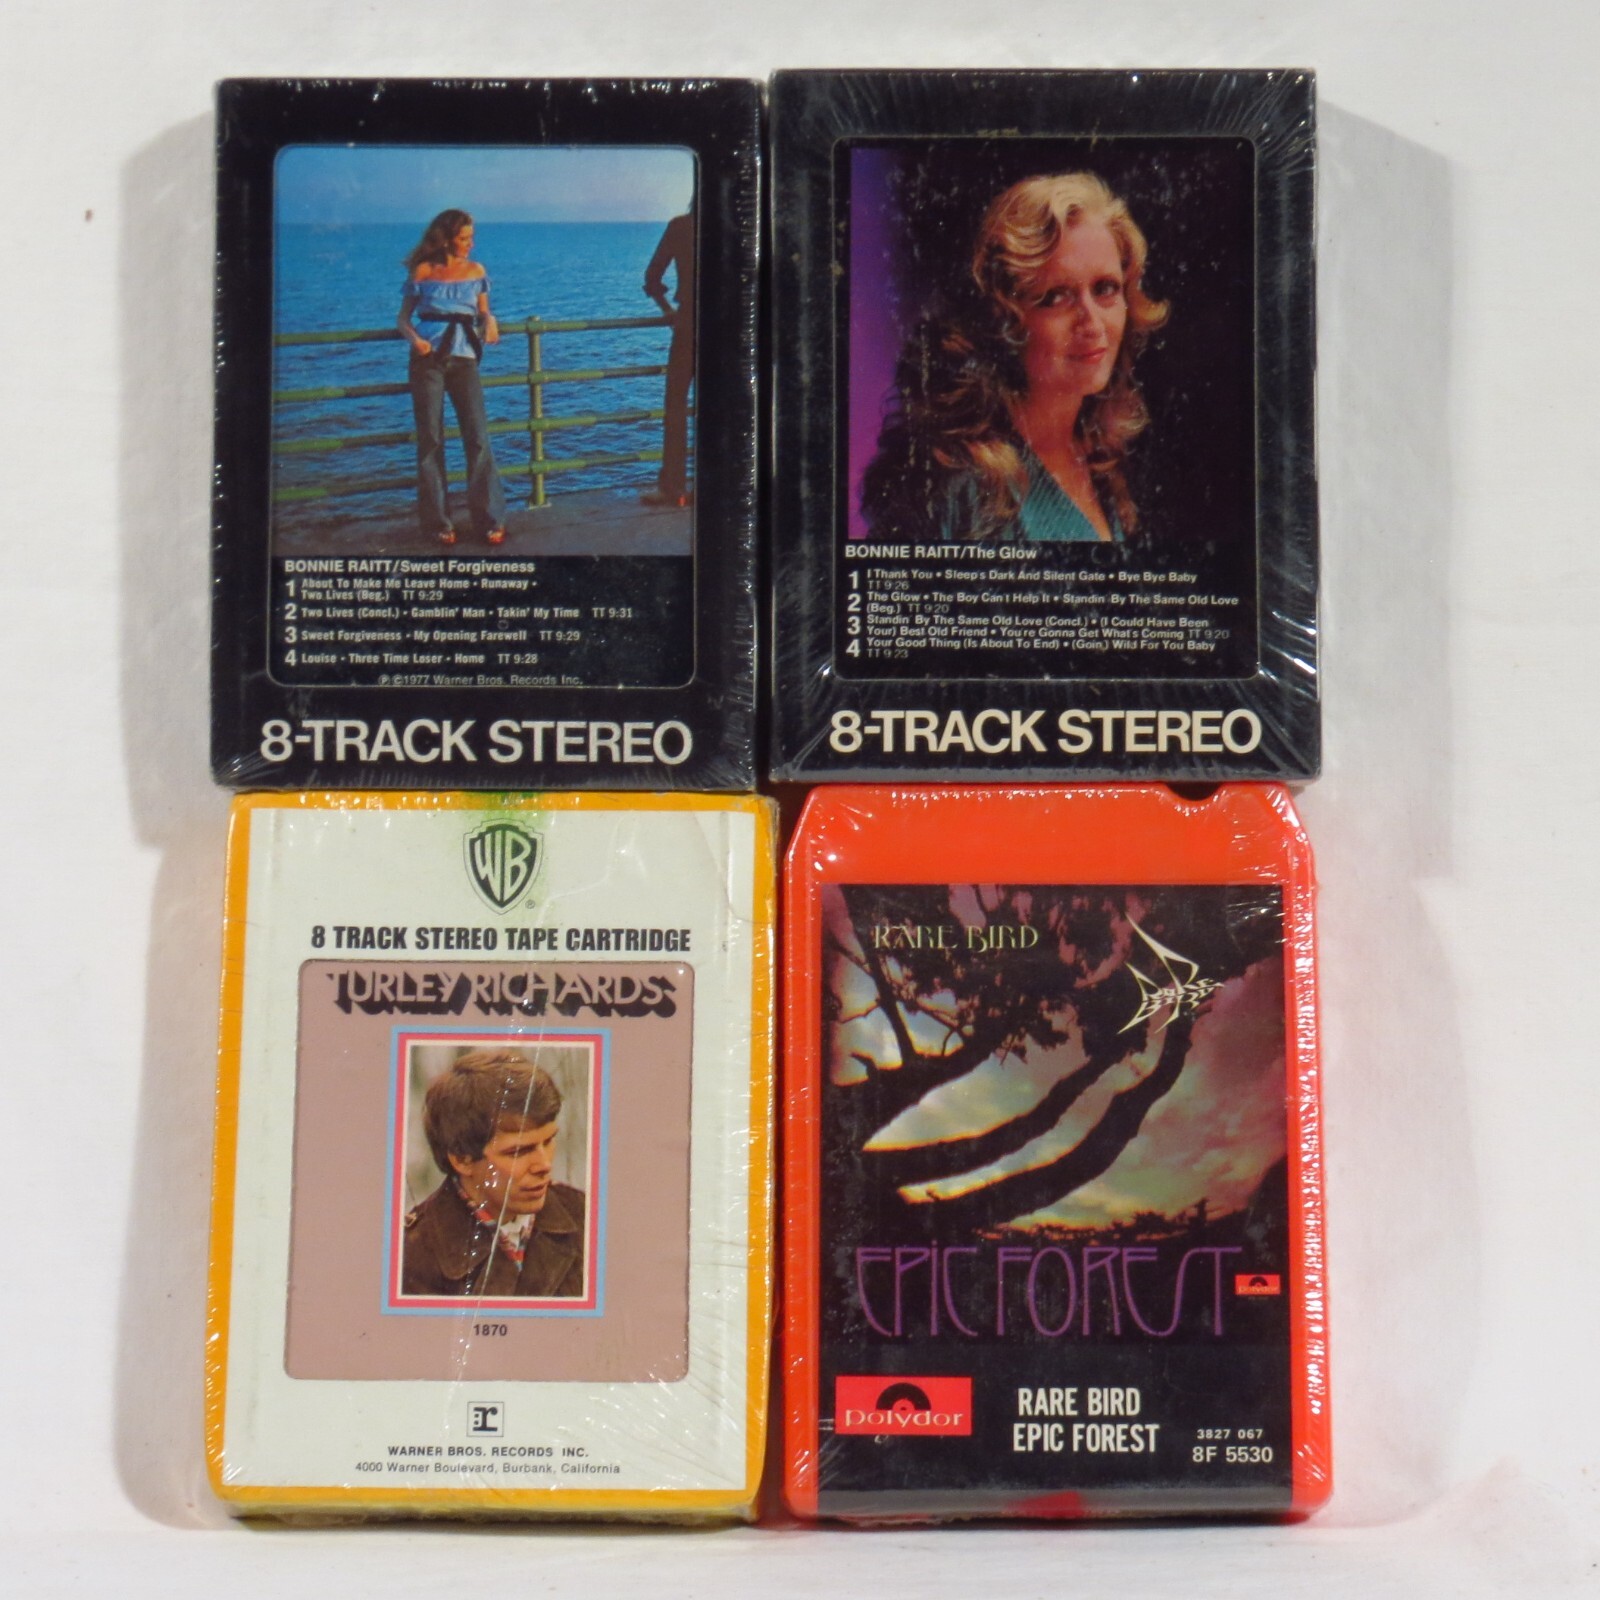 BONNIE RAITT/Sweet Forgiveness
1 About To Make Me Leave Home • Runaway •
Two Lives (Beg.) TT 9:29
2 Two Lives (Concl.) • Gamblin' Man • Takin' My Time TT 9:31
3 Sweet Forgiveness • My Opening Farewell TT 9:29
4 Louise • Three Time Loser • Home TT 9:28
℗ ©1977 Warner Bros. Records Inc.
8-TRACK STEREO
BONNIE RAITT/The Glow
1 I Thank You • Sleep's Dark And Silent Gate • Bye Bye Baby
TT 9:26
2 The Glow • The Boy Can't Help It • Standin' By The Same Old Love
(Beg.) TT 9:20
3 Standin' By The Same Old Love (Concl.) • (I Could Have Been
Your) Best Old Friend • You're Gonna Get What's Coming TT 9:20
4 Your Good Thing (Is About To End) • (Goin') Wild For You Baby
TT 9:23
8-TRACK STEREO
WB
®
8 TRACK STEREO TAPE CARTRIDGE
TURLEY RICHARDS
1870
r
WARNER BROS. RECORDS INC.
4000 Warner Boulevard, Burbank, California
RARE BIRD
RARE BIRD
EPIC FOREST
polydor
polydor
RARE BIRD
EPIC FOREST
3827 067
8F 5530